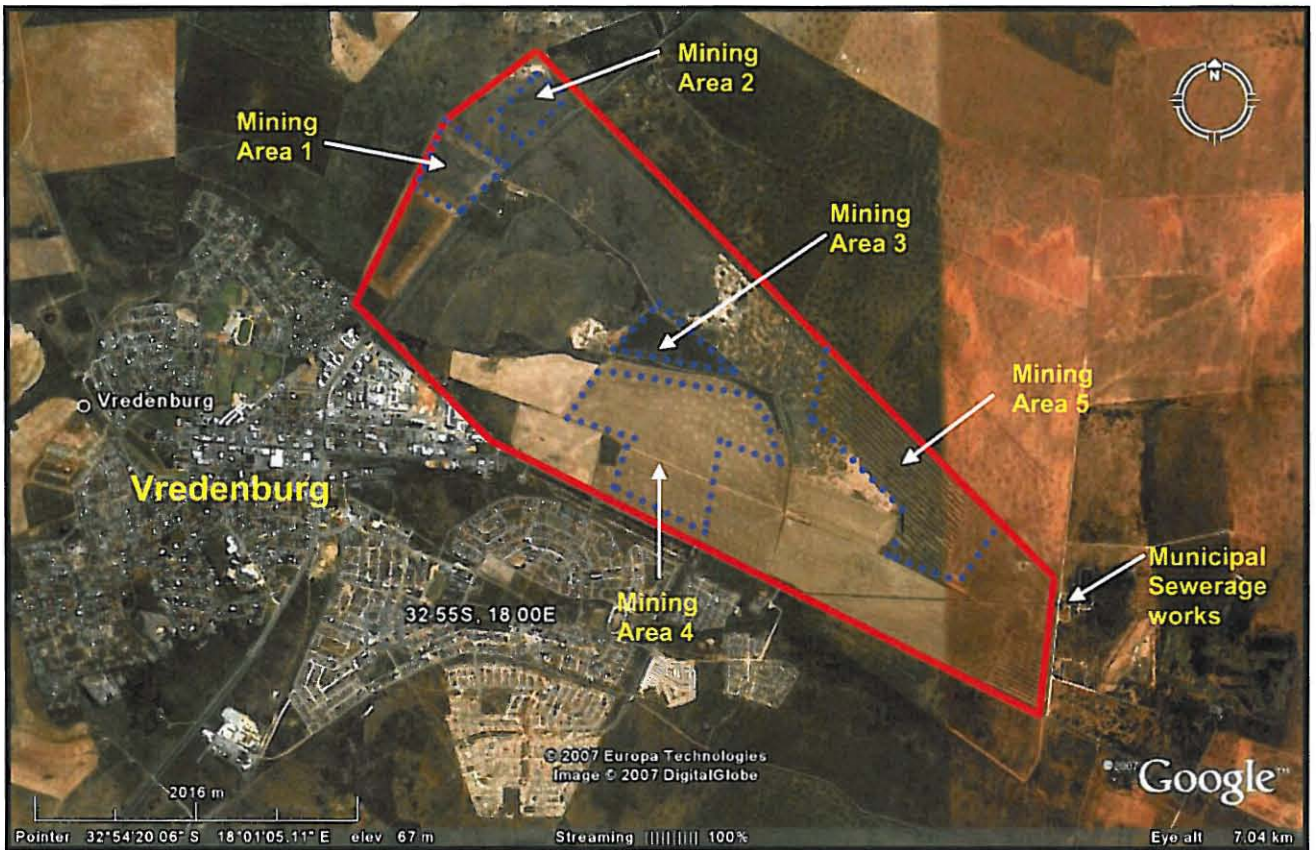 Mining
Area 2
Mining
Area 1
N
Mining
Area 3
Mining
Area 5
Vredenburg
Vredenburg
Municipal
Sewerage
works
Mining
Area 4
32 55S, 18 00E
© 2007 Europa Technologies
Image © 2007 DigitalGlobe
© 2007 Google™
2016 m
Pointer 32°54'20.06" S 18°01'05.11" E elev 67 m Streaming ||||||||| 100% Eye alt 7.04 km